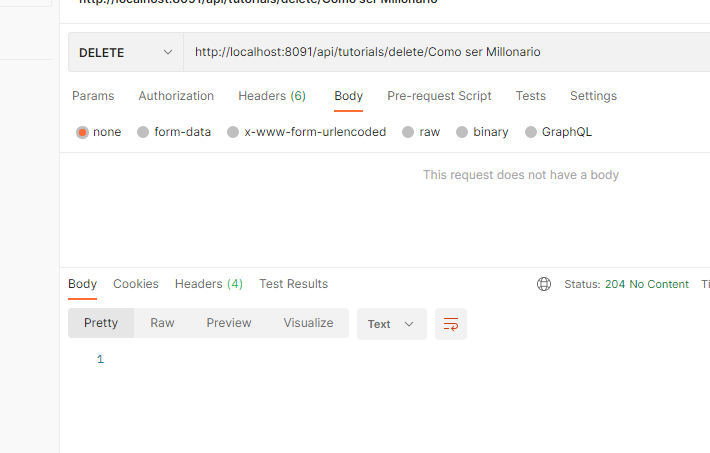 http://localhost:8091/api/tutorials/delete/Como ser Millonario
DELETE http://localhost:8091/api/tutorials/delete/Como ser Millonario
Params Authorization Headers (6) Body Pre-request Script Tests Settings
none form-data x-www-form-urlencoded raw binary GraphQL
This request does not have a body
Body Cookies Headers (4) Test Results Status: 204 No Content
Pretty Raw Preview Visualize Text
1